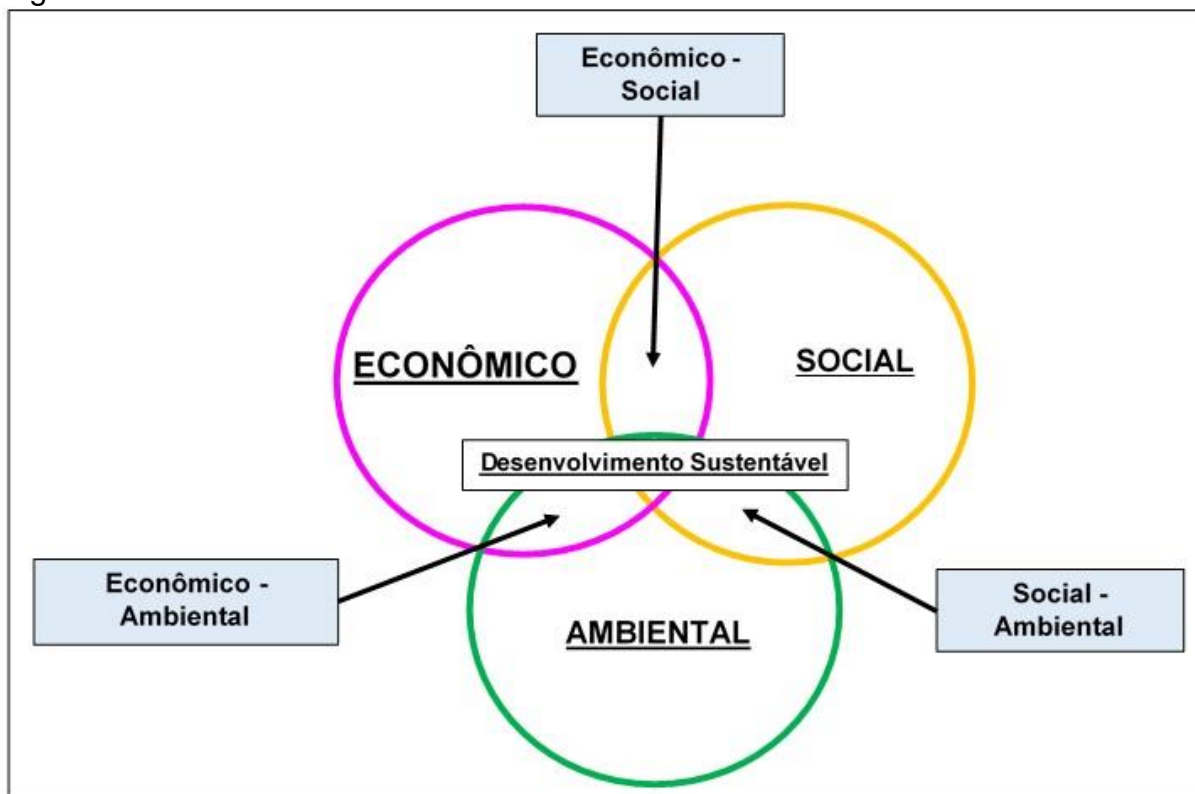 Econômico -
Social
ECONÔMICO
SOCIAL
Desenvolvimento Sustentável
Econômico -
Ambiental
Social -
Ambiental
AMBIENTAL